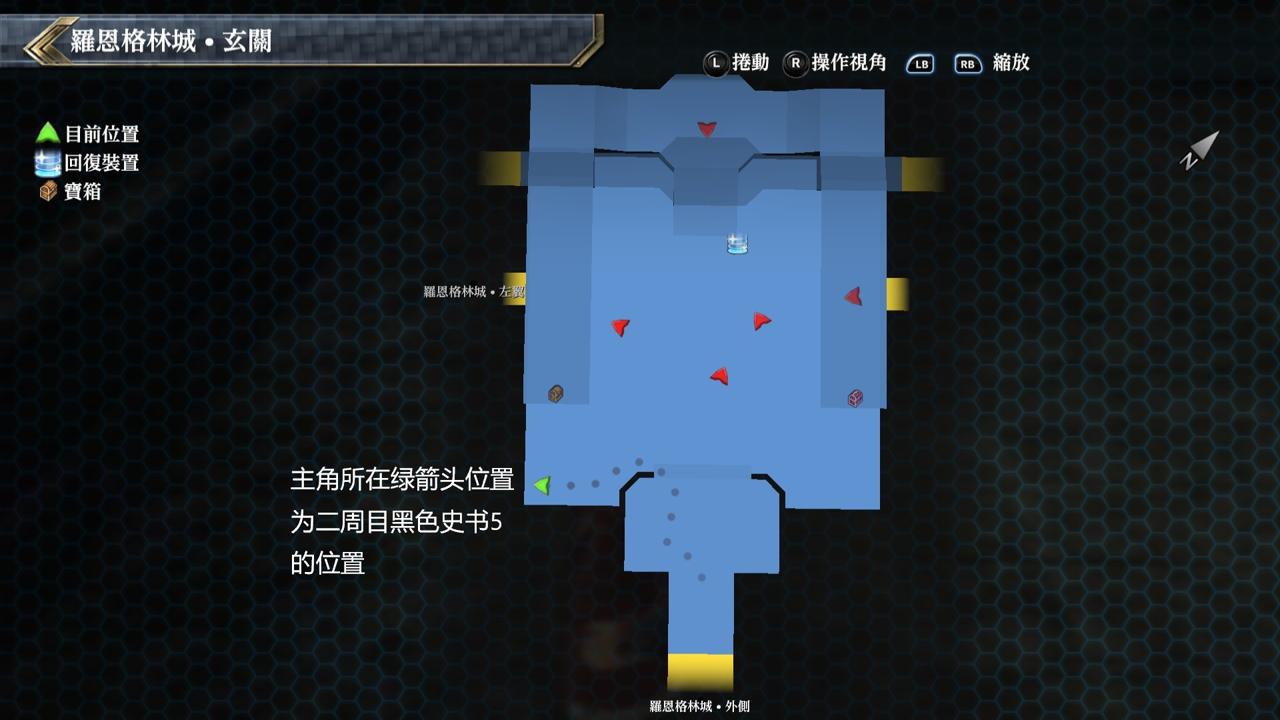 羅恩格林城•玄關
L捲動 R操作視角 LB RB 縮放
目前位置
回復裝置
寶箱
N
羅恩格林城•左翼
主角所在绿箭头位置
为二周目黑色史书5
的位置
羅恩格林城•外側